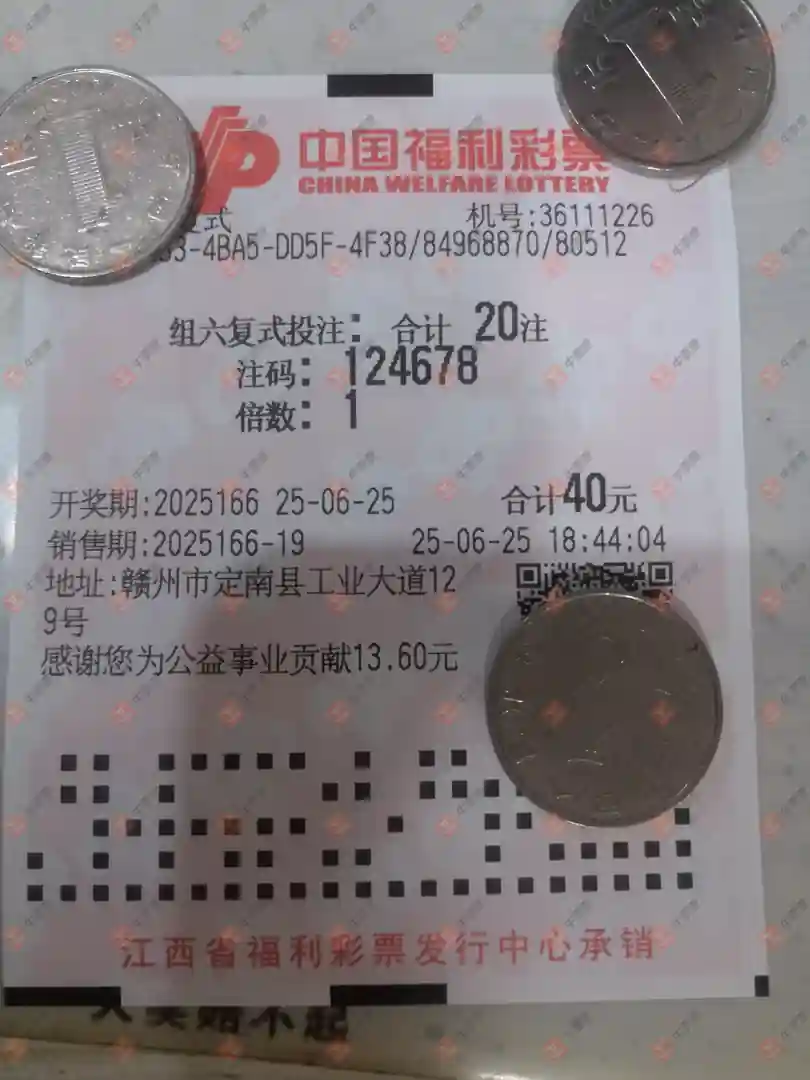 中国福利彩票
CHINA WELFARE LOTTERY
式 机号:36111226
-4BA5-DD5F-4F38/84968870/80512
组六复式投注: 合计 20注
注码: 124678
倍数: 1
开奖期:2025166 25-06-25 合计40元
销售期:2025166-19 25-06-25 18:44:04
地址:赣州市定南县工业大道12
9号
感谢您为公益事业贡献13.60元
江西省福利彩票发行中心承销